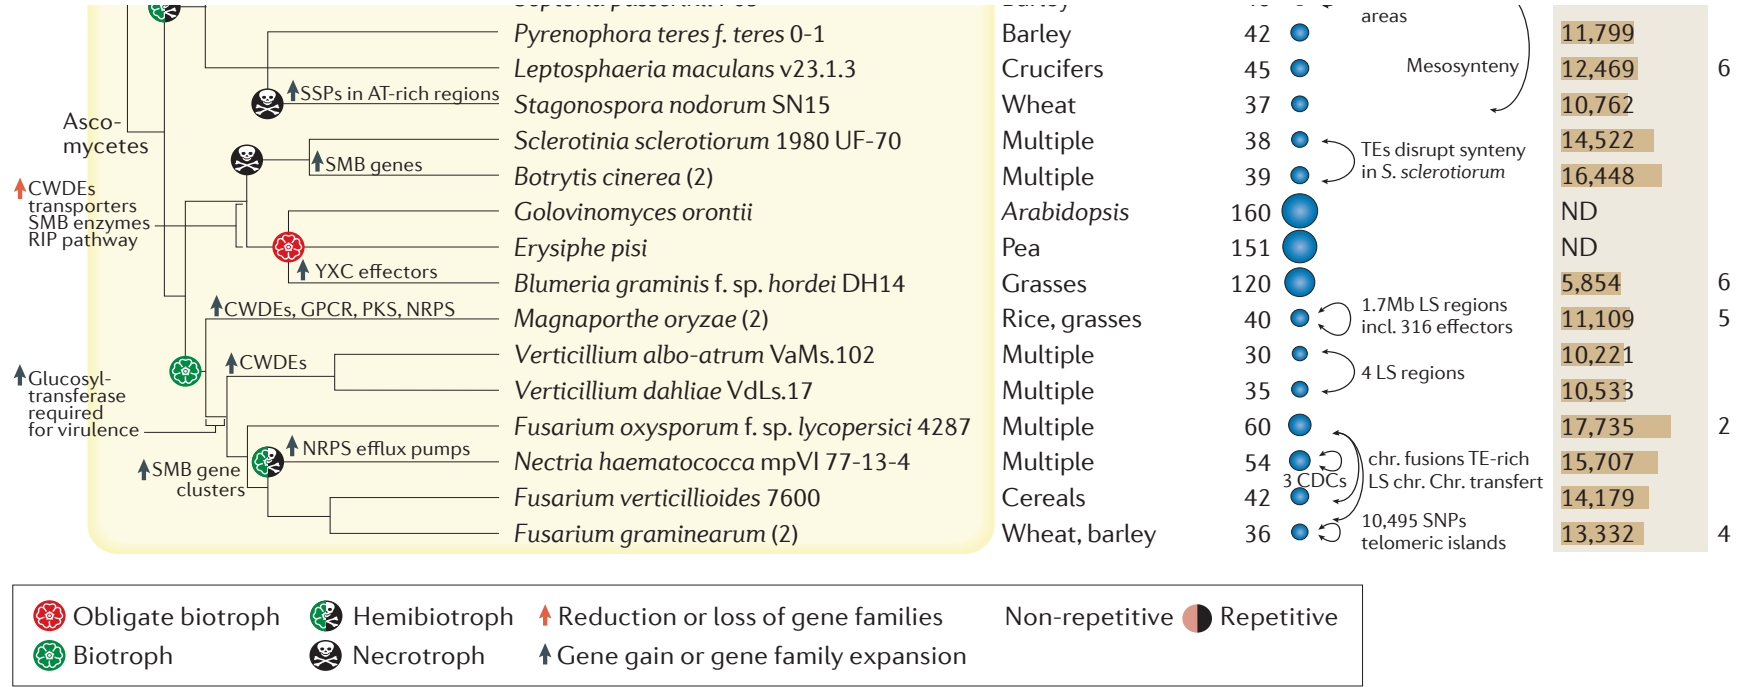 areas
Pyrenophora teres f. teres 0-1 Barley 42 11,799
Mesosynteny
Leptosphaeria maculans v23.1.3 Crucifers 45 12,469 6
SSPs in AT-rich regions
Stagonospora nodorum SN15 Wheat 37 10,762
Asco-
mycetes
Sclerotinia sclerotiorum 1980 UF-70 Multiple 38 14,522
SMB genes
TEs disrupt synteny
in S. sclerotiorum
Botrytis cinerea (2) Multiple 39 16,448
CWDEs
transporters
SMB enzymes
RIP pathway
Golovinomyces orontii Arabidopsis 160 ND
Erysiphe pisi Pea 151 ND
YXC effectors
Blumeria graminis f. sp. hordei DH14 Grasses 120 5,854 6
CWDEs, GPCR, PKS, NRPS
Magnaporthe oryzae (2) Rice, grasses 40 11,109 5
1.7Mb LS regions
incl. 316 effectors
Verticillium albo-atrum VaMs.102 Multiple 30 10,221
CWDEs
4 LS regions
Glucosyl-
transferase
required
for virulence
Verticillium dahliae VdLs.17 Multiple 35 10,533
Fusarium oxysporum f. sp. lycopersici 4287 Multiple 60 17,735 2
NRPS efflux pumps
Nectria haematococca mpVI 77-13-4 Multiple 54 15,707
SMB gene
clusters
3 CDCs
chr. fusions TE-rich
LS chr. Chr. transfert
Fusarium verticillioides 7600 Cereals 42 14,179
Fusarium graminearum (2) Wheat, barley 36 13,332 4
10,495 SNPs
telomeric islands
Obligate biotroph Hemibiotroph Reduction or loss of gene families Non-repetitive Repetitive
Biotroph Necrotroph Gene gain or gene family expansion